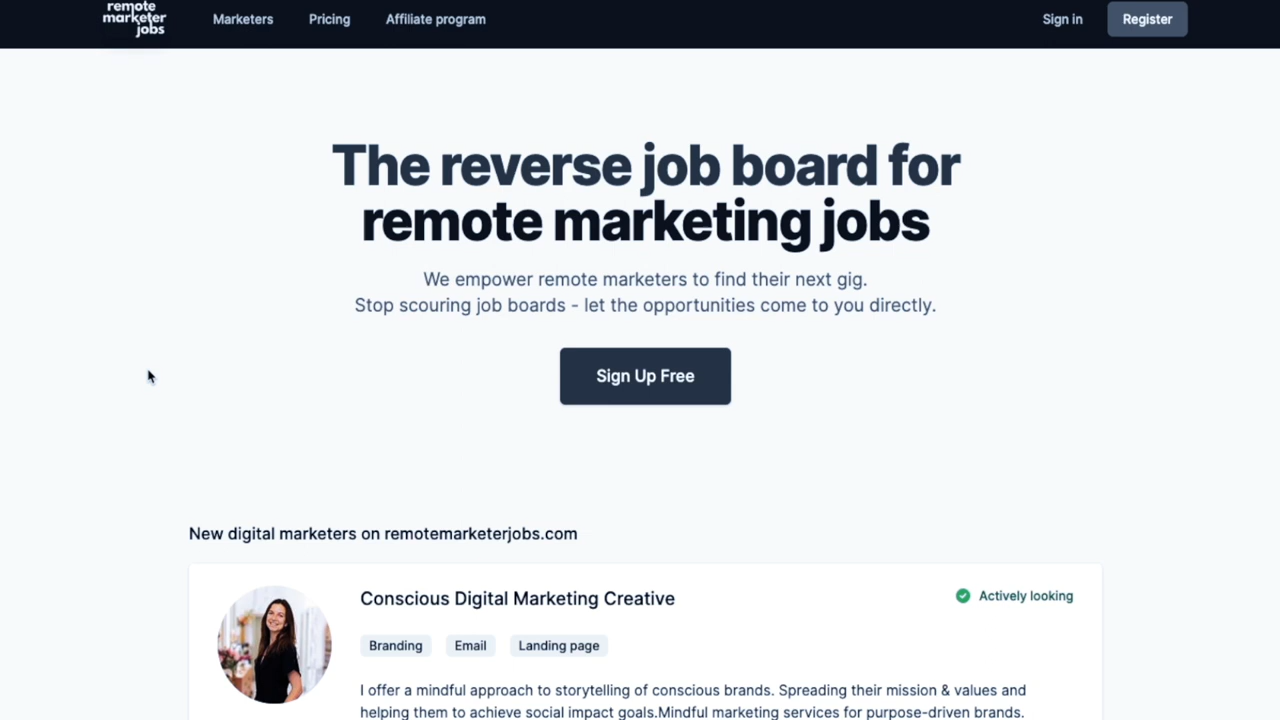 remote
marketer
jobs
Marketers
Pricing
Affiliate program
Sign in
Register
The reverse job board for
remote marketing jobs
We empower remote marketers to find their next gig.
Stop scouring job boards - let the opportunities come to you directly.
Sign Up Free
New digital marketers on remotemarketerjobs.com
Conscious Digital Marketing Creative
Actively looking
Branding
Email
Landing page
I offer a mindful approach to storytelling of conscious brands. Spreading their mission & values and
helping them to achieve social impact goals.Mindful marketing services for purpose-driven brands.